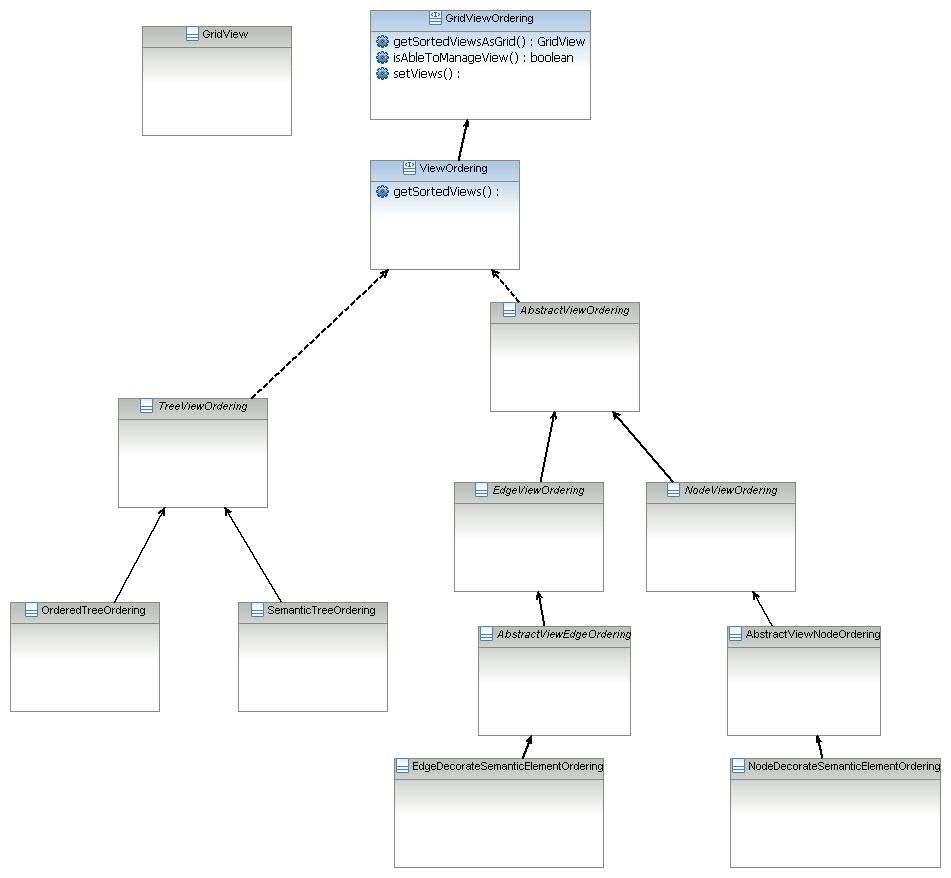 GridView
GridViewOrdering
getSortedViewsAsGrid() : GridView
isAbleToManageView() : boolean
setViews() :
ViewOrdering
getSortedViews() :
AbstractViewOrdering
TreeViewOrdering
EdgeViewOrdering
NodeViewOrdering
OrderedTreeOrdering
SemanticTreeOrdering
AbstractViewEdgeOrdering
AbstractViewNodeOrdering
EdgeDecorateSemanticElementOrdering
NodeDecorateSemanticElementOrdering